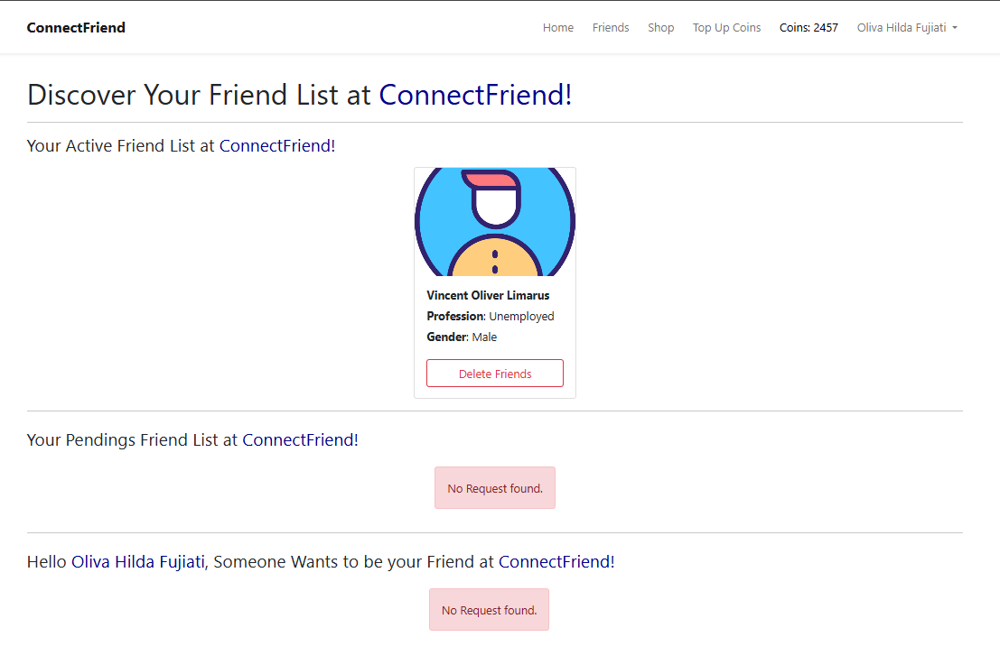 ConnectFriend
Home Friends Shop Top Up Coins Coins: 2457 Oliva Hilda Fujiati
Discover Your Friend List at ConnectFriend!
Your Active Friend List at ConnectFriend!
Vincent Oliver Limarus
Profession: Unemployed
Gender: Male
Delete Friends
Your Pendings Friend List at ConnectFriend!
No Request found.
Hello Oliva Hilda Fujiati, Someone Wants to be your Friend at ConnectFriend!
No Request found.